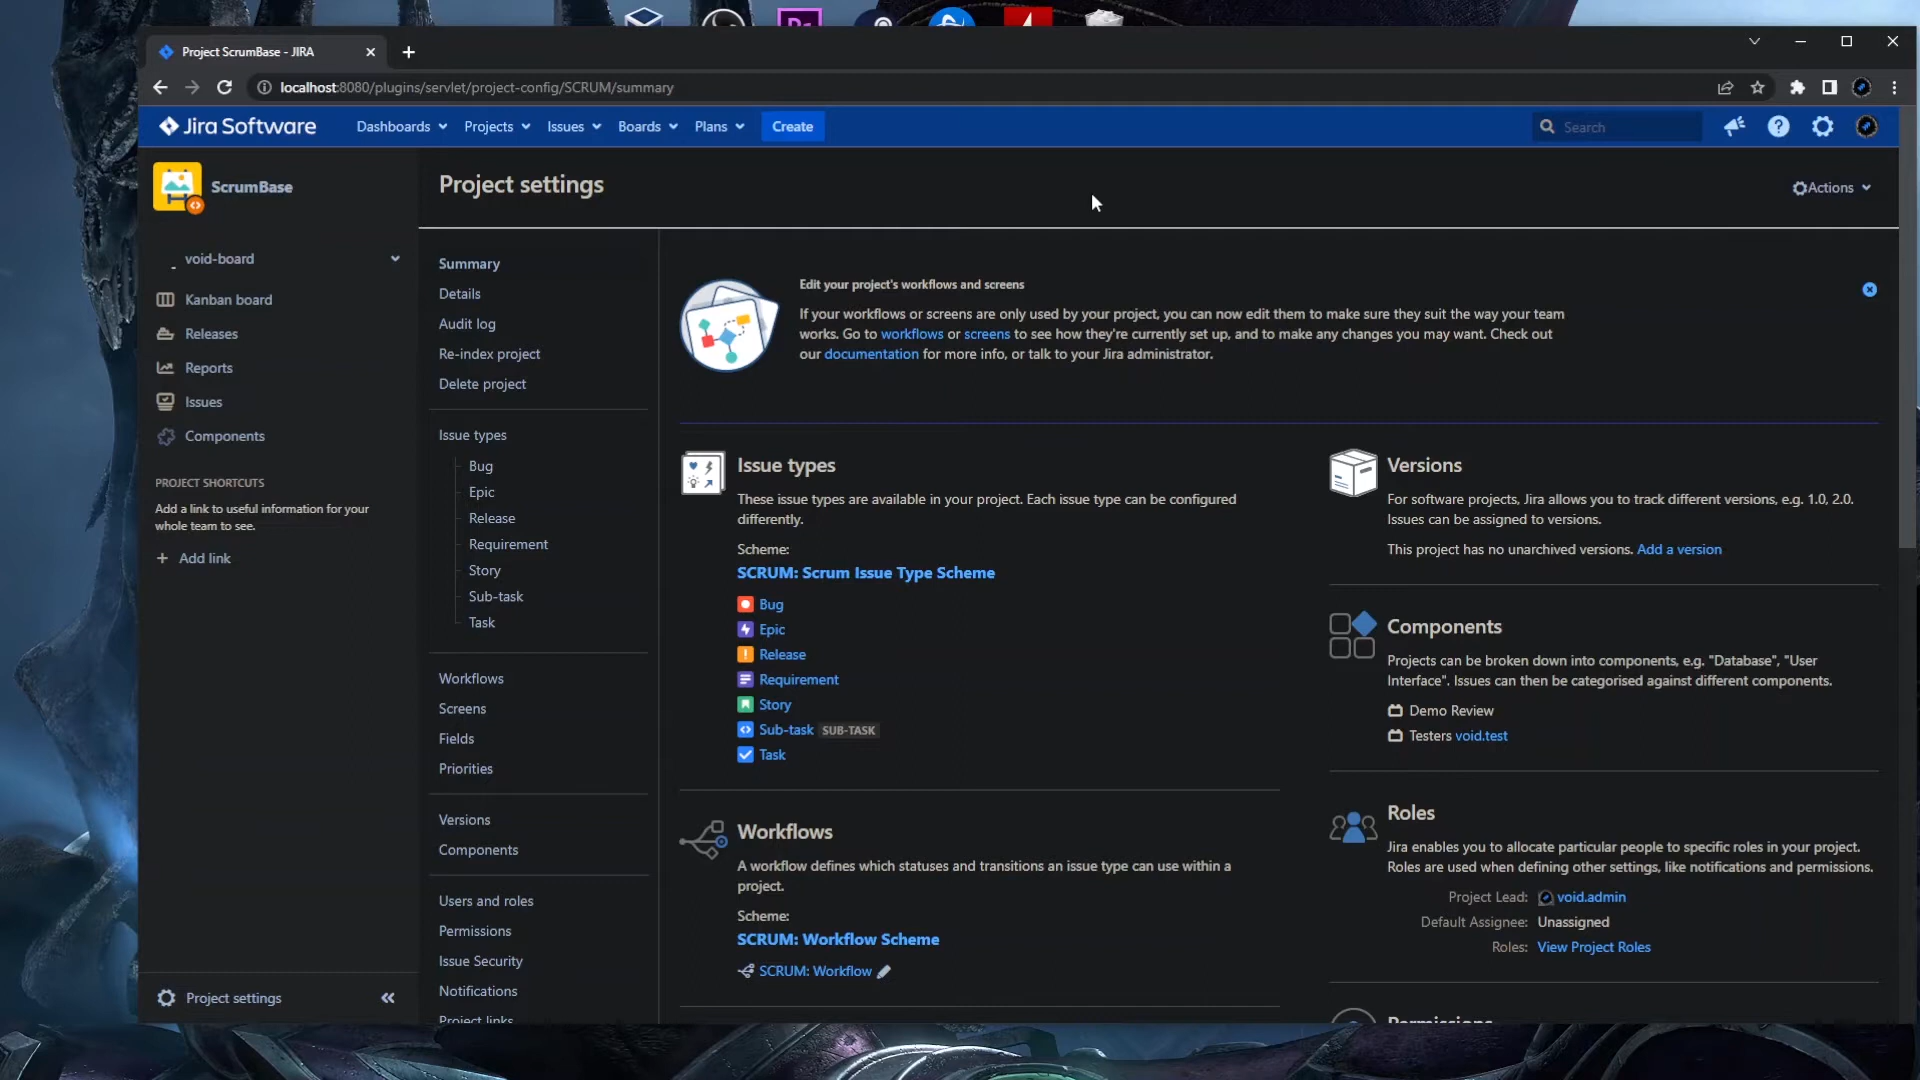 Project ScrumBase - JIRA
localhost:8080/plugins/servlet/project-config/SCRUM/summary
Jira Software
Dashboards
Projects
Issues
Boards
Plans
Create
Search
ScrumBase
void-board
Kanban board
Releases
Reports
Issues
Components
PROJECT SHORTCUTS
Add a link to useful information for your
whole team to see.
Add link
Project settings
Project settings
Actions
Summary
Details
Audit log
Re-index project
Delete project
Issue types
Bug
Epic
Release
Requirement
Story
Sub-task
Task
Workflows
Screens
Fields
Priorities
Versions
Components
Users and roles
Permissions
Issue Security
Notifications
Project links
Edit your project's workflows and screens
If your workflows or screens are only used by your project, you can now edit them to make sure they suit the way your team
works. Go to workflows or screens to see how they're currently set up, and to make any changes you may want. Check out
our documentation for more info, or talk to your Jira administrator.
Issue types
These issue types are available in your project. Each issue type can be configured
differently.
Scheme:
SCRUM: Scrum Issue Type Scheme
Bug
Epic
Release
Requirement
Story
Sub-task SUB-TASK
Task
Workflows
A workflow defines which statuses and transitions an issue type can use within a
project.
Scheme:
SCRUM: Workflow Scheme
SCRUM: Workflow
Versions
For software projects, Jira allows you to track different versions, e.g. 1.0, 2.0.
Issues can be assigned to versions.
This project has no unarchived versions. Add a version
Components
Projects can be broken down into components, e.g. "Database", "User
Interface". Issues can then be categorised against different components.
Demo Review
Testers void.test
Roles
Jira enables you to allocate particular people to specific roles in your project.
Roles are used when defining other settings, like notifications and permissions.
Project Lead: void.admin
Default Assignee: Unassigned
Roles: View Project Roles
Permissions